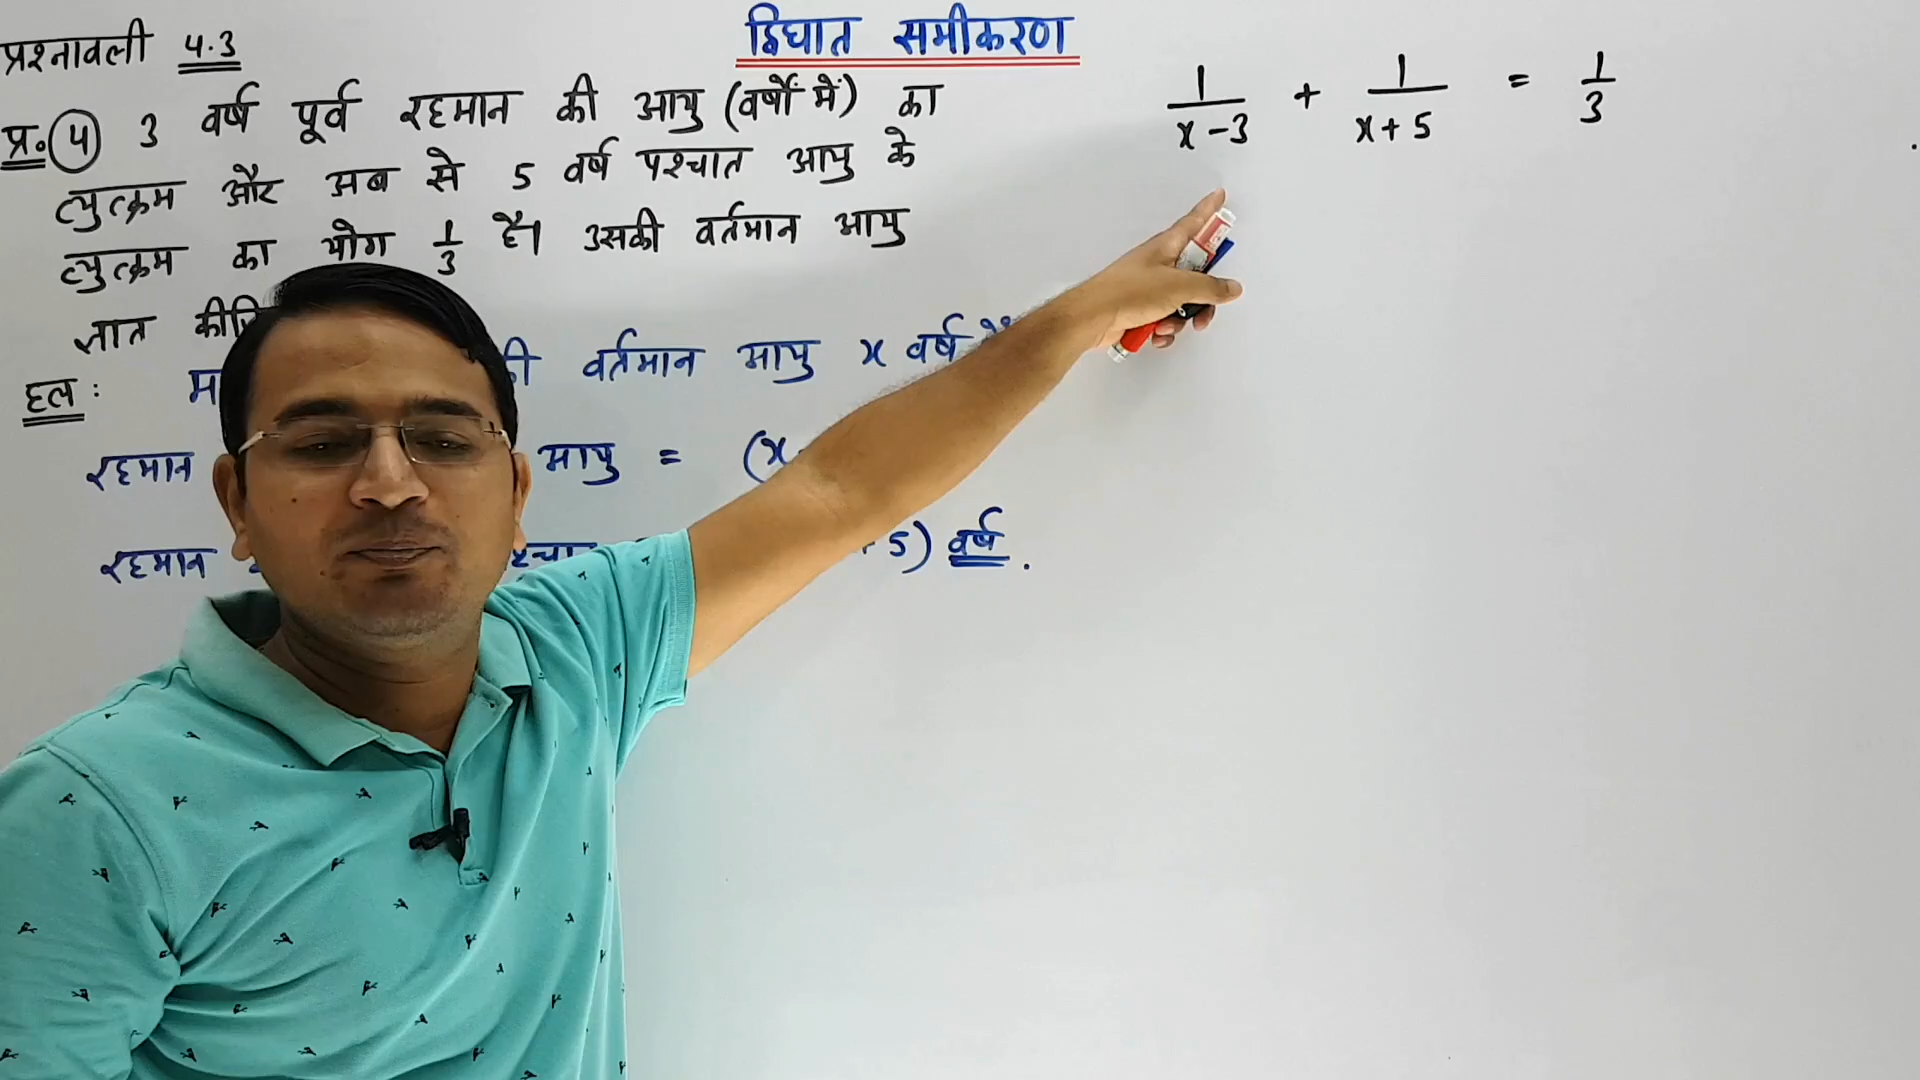 द्विघात समीकरण
प्रश्नावली 4.3
प्र. 4 3 वर्ष पूर्व रहमान की आयु (वर्षों में) का
व्युत्क्रम और अब से 5 वर्ष पश्चात आयु के
व्युत्क्रम का योग 1/3 है। उसकी वर्तमान आयु
ज्ञात
हल : वर्तमान आयु x वर्ष
रहमान आयु = (x
रहमान 5) वर्ष.
1/(x-3) + 1/(x+5) = 1/3